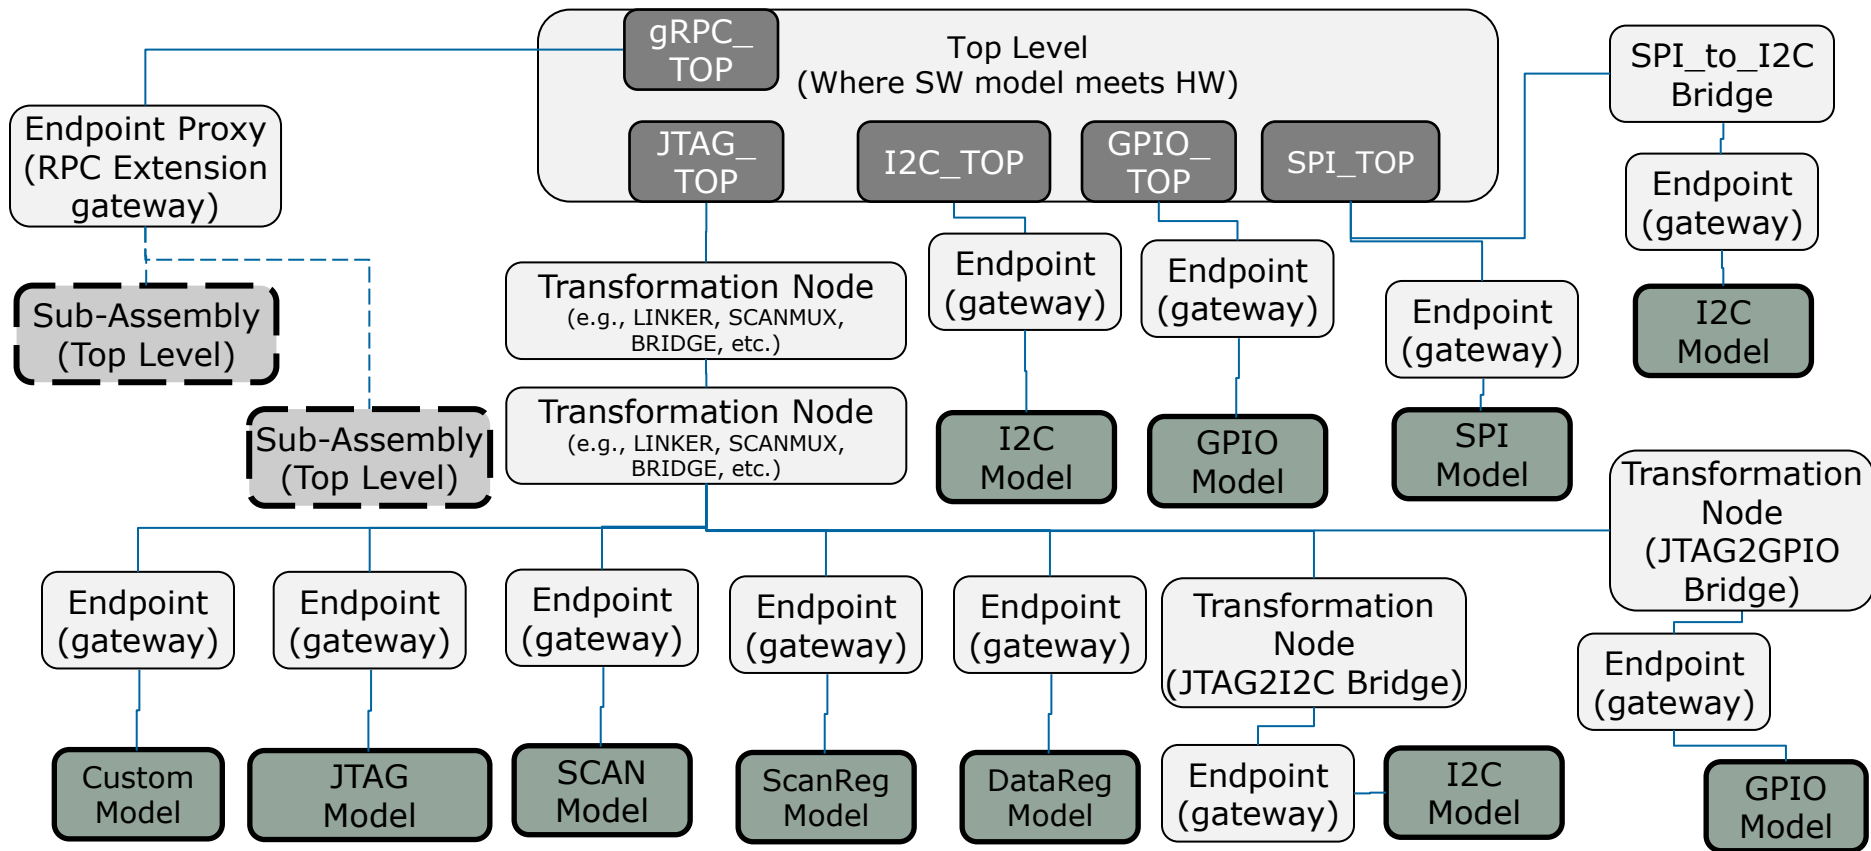 gRPC_
TOP
Top Level
(Where SW model meets HW)
JTAG_
TOP
I2C_TOP
GPIO_
TOP
SPI_TOP
SPI_to_I2C
Bridge
Endpoint Proxy
(RPC Extension
gateway)
Endpoint
(gateway)
I2C
Model
Sub-Assembly
(Top Level)
Sub-Assembly
(Top Level)
Transformation Node
(e.g., LINKER, SCANMUX,
BRIDGE, etc.)
Transformation Node
(e.g., LINKER, SCANMUX,
BRIDGE, etc.)
Endpoint
(gateway)
I2C
Model
Endpoint
(gateway)
GPIO
Model
Endpoint
(gateway)
SPI
Model
Transformation
Node
(JTAG2GPIO
Bridge)
Endpoint
(gateway)
GPIO
Model
Endpoint
(gateway)
Custom
Model
Endpoint
(gateway)
JTAG
Model
Endpoint
(gateway)
SCAN
Model
Endpoint
(gateway)
ScanReg
Model
Endpoint
(gateway)
DataReg
Model
Transformation
Node
(JTAG2I2C Bridge)
Endpoint
(gateway)
I2C
Model